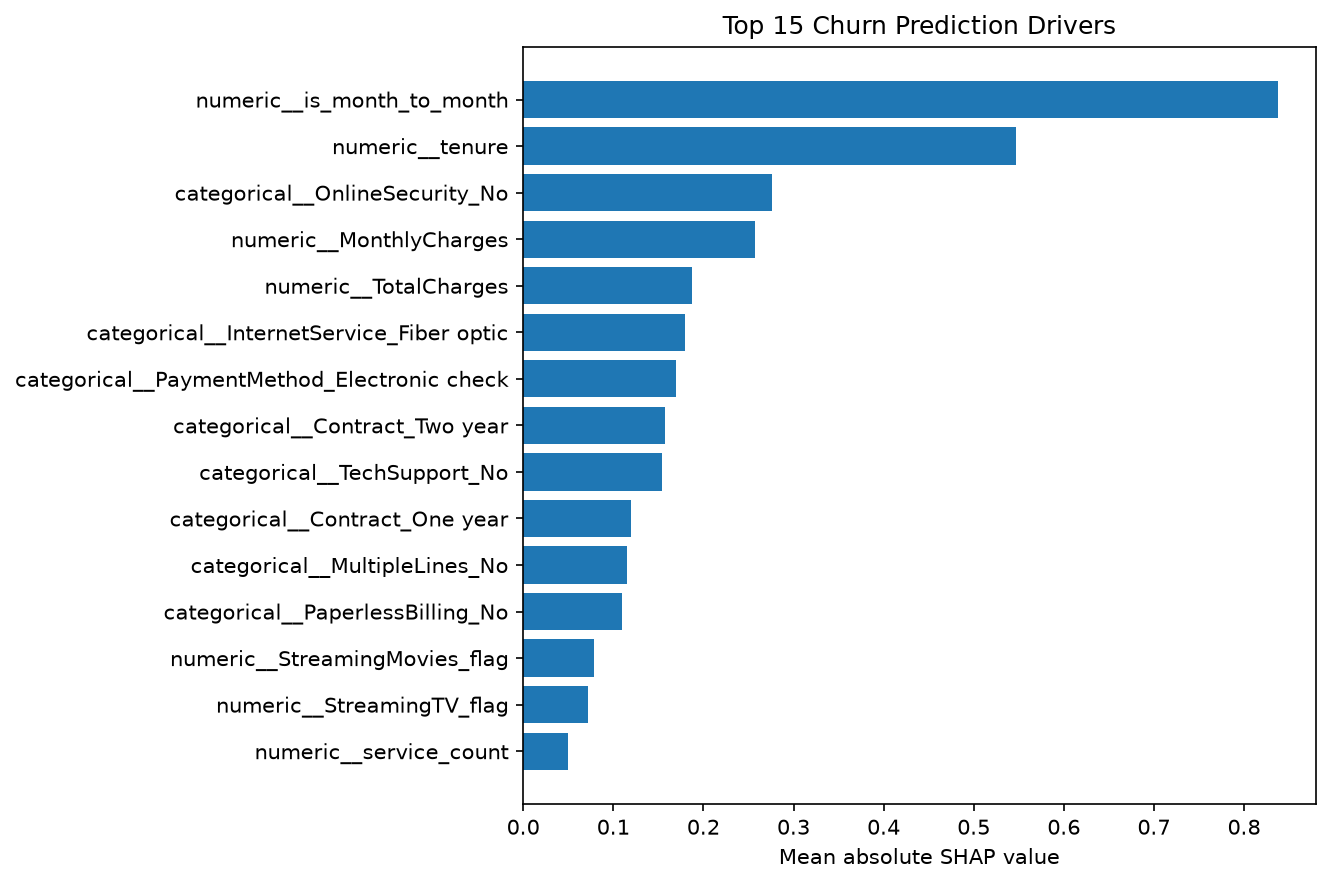 Top 15 Churn Prediction Drivers
numeric__is_month_to_month
numeric__tenure
categorical__OnlineSecurity_No
numeric__MonthlyCharges
numeric__TotalCharges
categorical__InternetService_Fiber optic
categorical__PaymentMethod_Electronic check
categorical__Contract_Two year
categorical__TechSupport_No
categorical__Contract_One year
categorical__MultipleLines_No
categorical__PaperlessBilling_No
numeric__StreamingMovies_flag
numeric__StreamingTV_flag
numeric__service_count
0.0 0.1 0.2 0.3 0.4 0.5 0.6 0.7 0.8
Mean absolute SHAP value